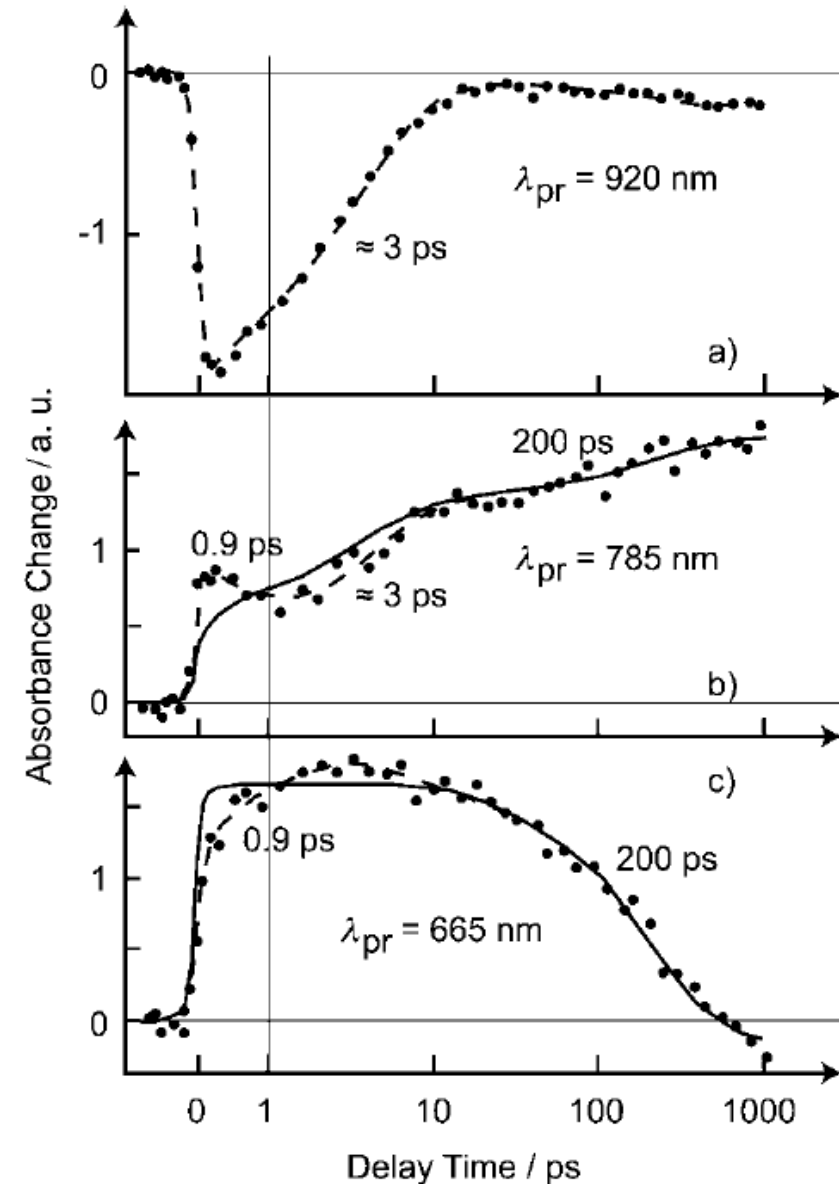 0
-1
λpr = 920 nm
≈ 3 ps
a)
Absorbance Change / a. u.
200 ps
0.9 ps
1
λpr = 785 nm
≈ 3 ps
0
b)
c)
0.9 ps
1
200 ps
λpr = 665 nm
0
0 1 10 100 1000
Delay Time / ps